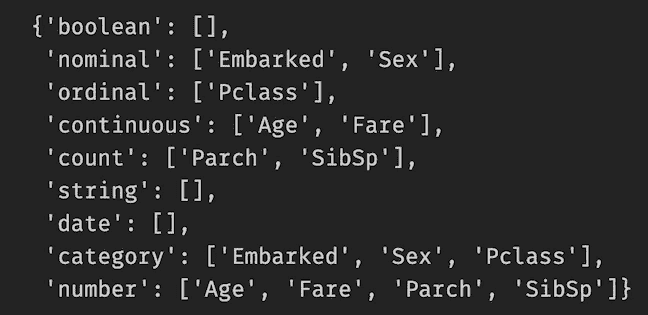 {'boolean': [],
'nominal': ['Embarked', 'Sex'],
'ordinal': ['Pclass'],
'continuous': ['Age', 'Fare'],
'count': ['Parch', 'SibSp'],
'string': [],
'date': [],
'category': ['Embarked', 'Sex', 'Pclass'],
'number': ['Age', 'Fare', 'Parch', 'SibSp']}